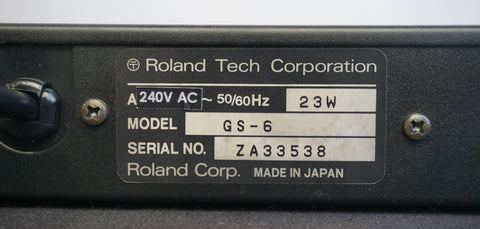 〶 Roland Tech Corporation
A 240V AC ~ 50/60Hz 23W
MODEL GS-6
SERIAL NO. ZA33538
Roland Corp. MADE IN JAPAN